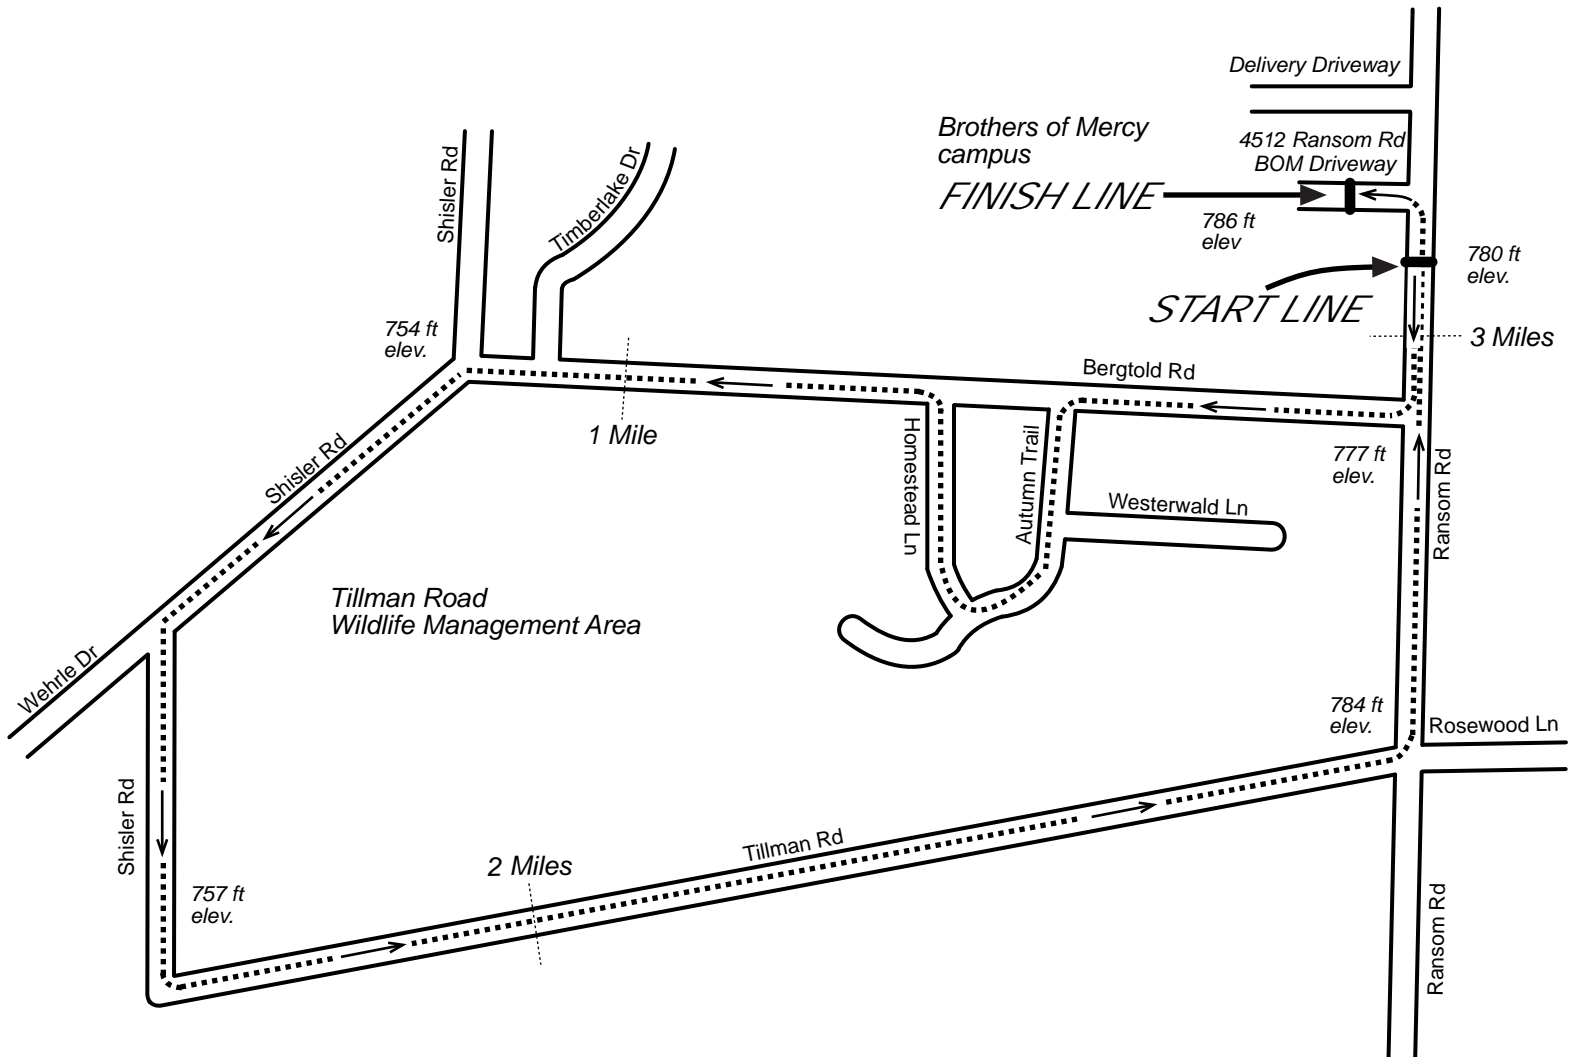 Delivery Driveway
Brothers of Mercy
campus
4512 Ransom Rd
BOM Driveway
FINISH LINE
786 ft
elev
780 ft
elev.
START LINE
3 Miles
Shisler Rd
Timberlake Dr
754 ft
elev.
Bergtold Rd
1 Mile
Homestead Ln
Autumn Trail
777 ft
elev.
Ransom Rd
Westerwald Ln
Shisler Rd
Tillman Road
Wildlife Management Area
Wehrle Dr
784 ft
elev.
Rosewood Ln
Shisler Rd
2 Miles
Tillman Rd
757 ft
elev.
Ransom Rd